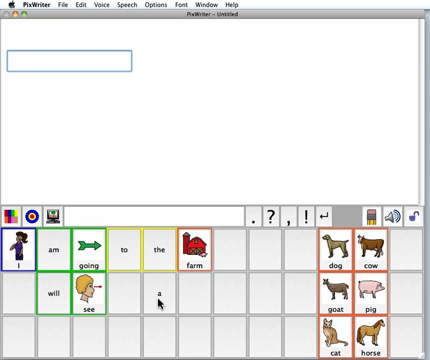 PixWriter File Edit Voice Speech Options Font Window Help
PixWriter – Untitled
. ? , !
I am going to the farm dog cow
will see a goat pig
cat horse